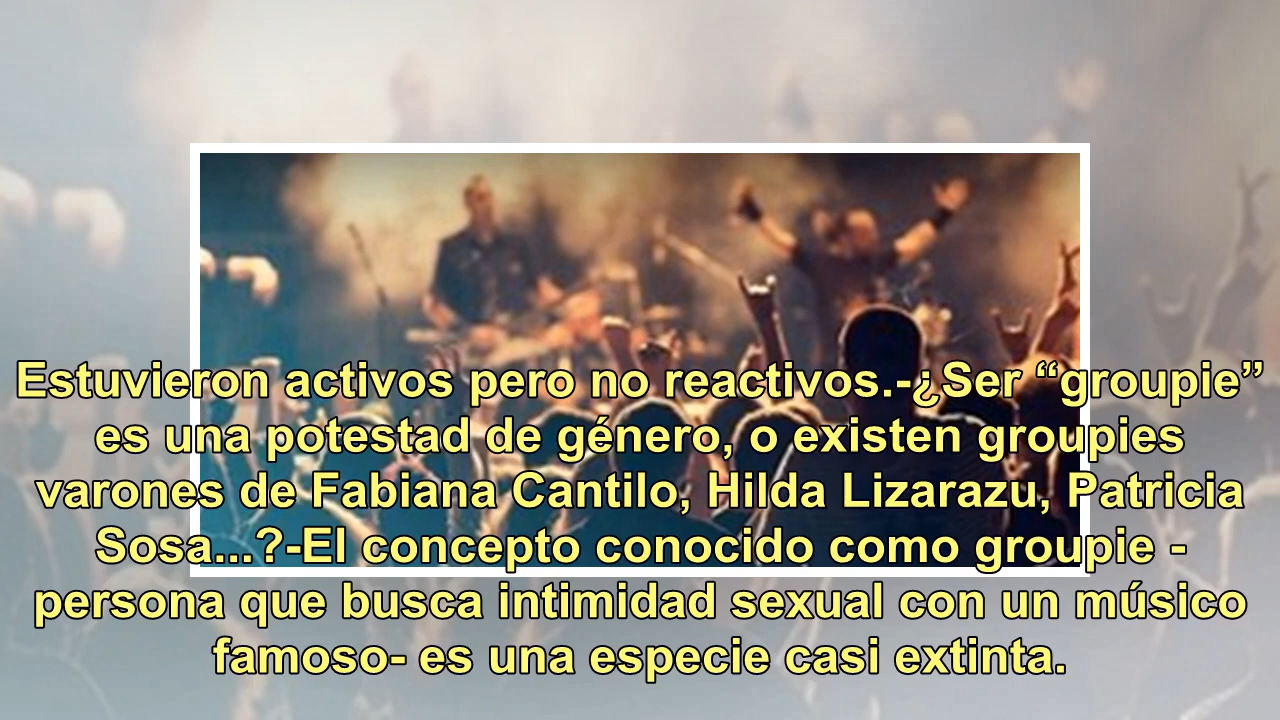 Estuvieron activos pero no reactivos.-¿Ser “groupie”
es una potestad de género, o existen groupies
varones de Fabiana Cantilo, Hilda Lizarazu, Patricia
Sosa...?-El concepto conocido como groupie -
persona que busca intimidad sexual con un músico
famoso- es una especie casi extinta.